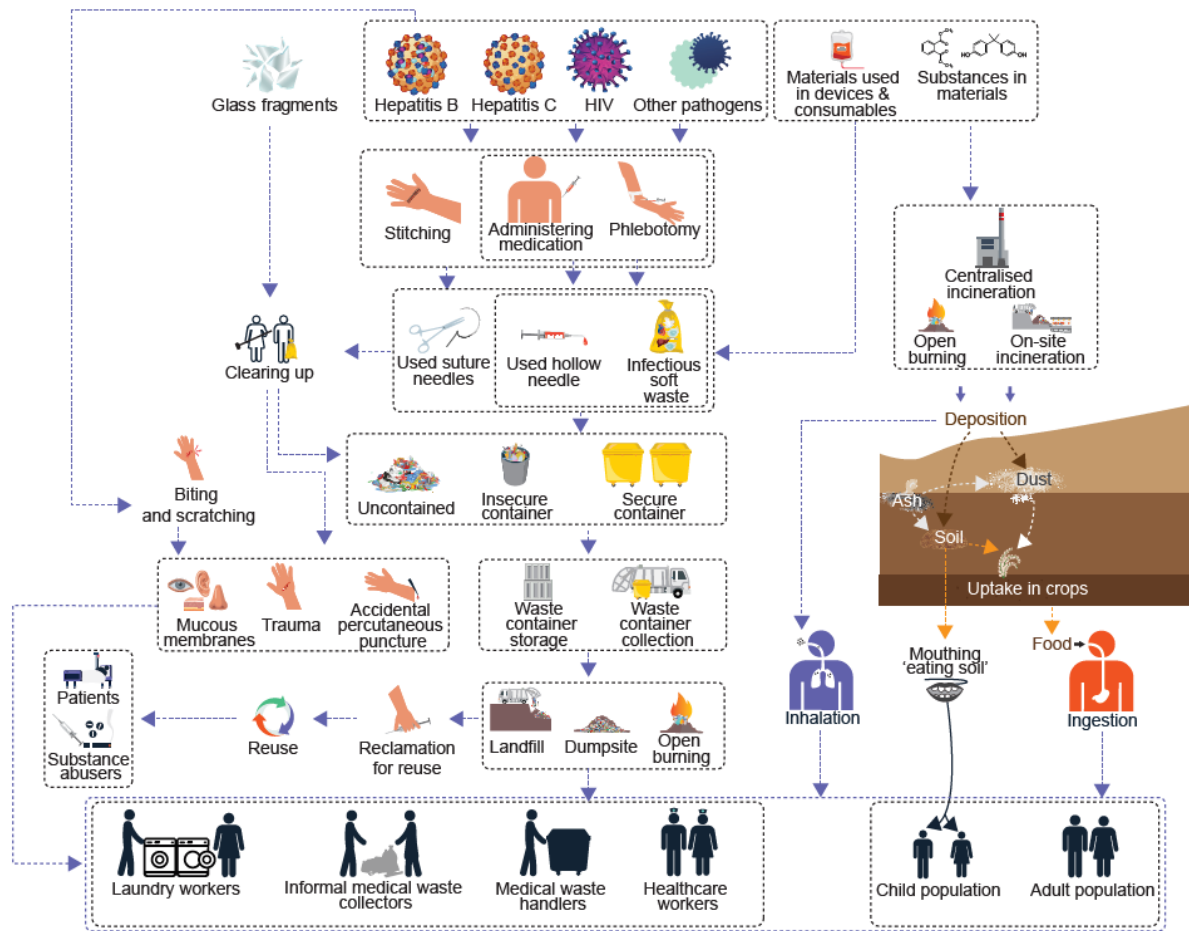 Glass fragments
Hepatitis B
Hepatitis C
HIV
Other pathogens
Materials used
in devices &
consumables
Substances in
materials
CH₃
CH₃
HO
OH
Stitching
Administering
medication
Phlebotomy
Centralised
incineration
Open
burning
On-site
incineration
Clearing up
Used suture
needles
Used hollow
needle
Infectious
soft
waste
Deposition
Biting
and scratching
Uncontained
Insecure
container
Secure
container
Dust
Ash
Soil
Uptake in crops
Mucous
membranes
Trauma
Accidental
percutaneous
puncture
Waste
container
storage
Waste
container
collection
Inhalation
Mouthing
‘eating soil’
Food
Ingestion
Patients
Substance
abusers
Reuse
Reclamation
for reuse
Landfill
Dumpsite
Open
burning
Laundry workers
Informal medical waste
collectors
Medical waste
handlers
Healthcare
workers
Child population
Adult population